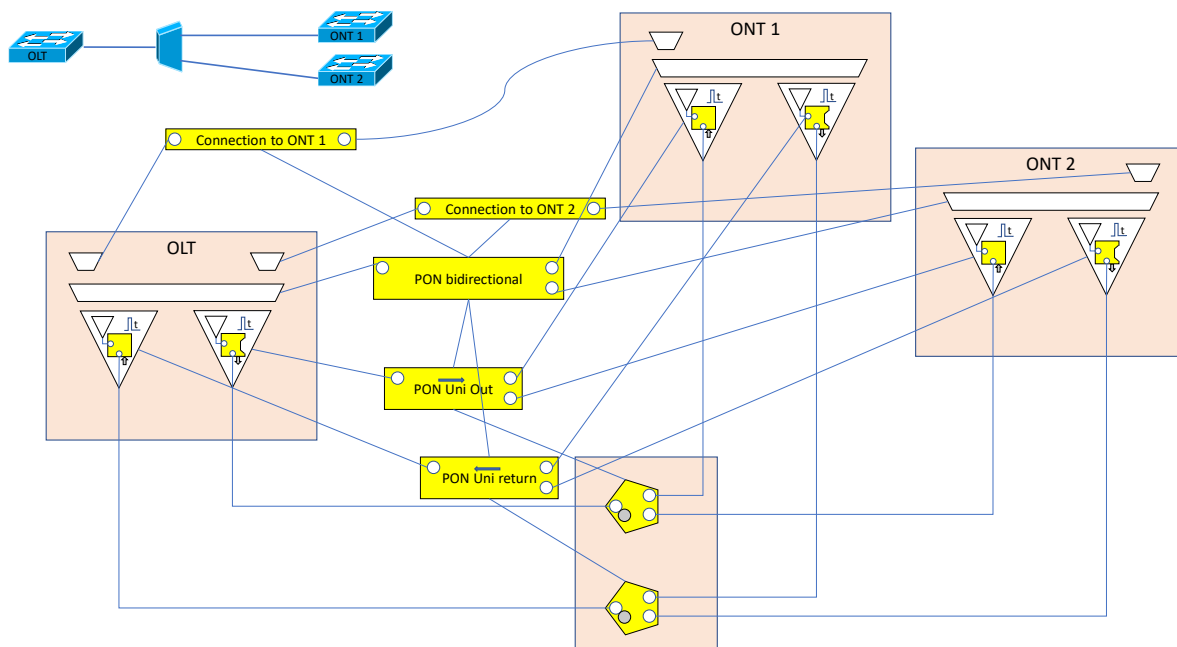 OLT
ONT 1
ONT 2
ONT 1
t
t
Connection to ONT 1
ONT 2
t
t
Connection to ONT 2
OLT
t
t
PON bidirectional
PON Uni Out
PON Uni return